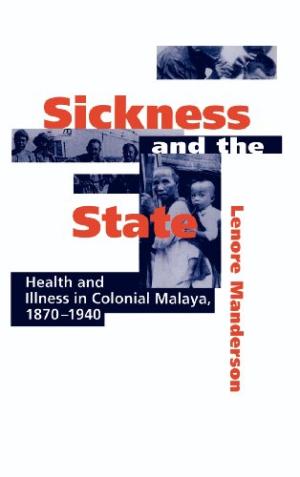 Sickness
and the
State
Lenore Manderson
Health and
Illness in Colonial Malaya,
1870–1940